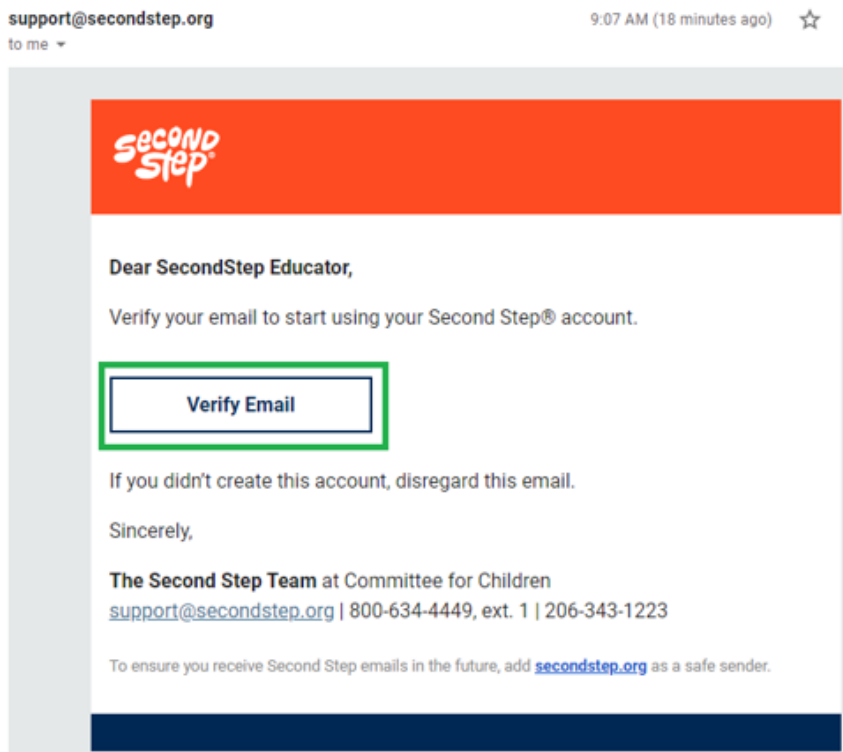 support@secondstep.org 9:07 AM (18 minutes ago)
to me
SECOND
STEP®
Dear SecondStep Educator,
Verify your email to start using your Second Step® account.
Verify Email
If you didn't create this account, disregard this email.
Sincerely,
The Second Step Team at Committee for Children
support@secondstep.org | 800-634-4449, ext. 1 | 206-343-1223
To ensure you receive Second Step emails in the future, add secondstep.org as a safe sender.